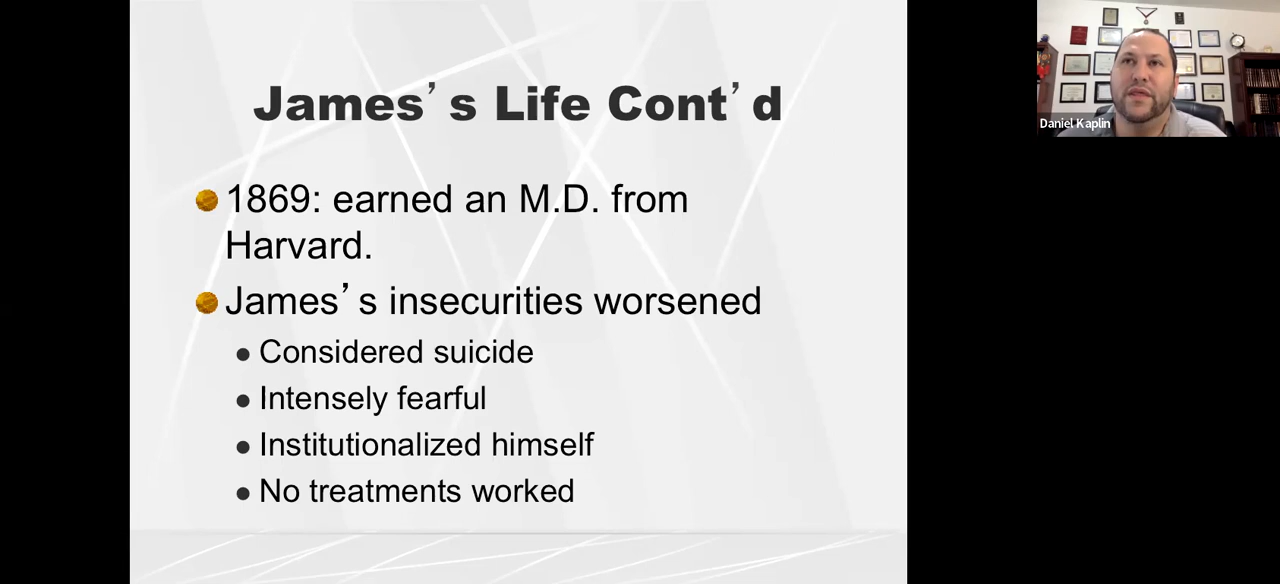 James’s Life Cont’d
1869: earned an M.D. from
Harvard.
James’s insecurities worsened
Considered suicide
Intensely fearful
Institutionalized himself
No treatments worked
Daniel Kaplin